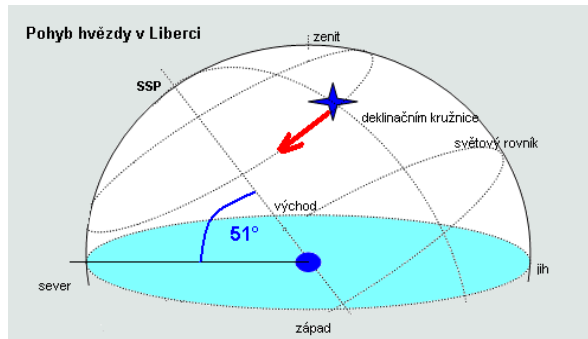 Pohyb hvězdy v Liberci
zenit
SSP
deklinačním kružnice
světový rovník
východ
51°
sever
jih
západ